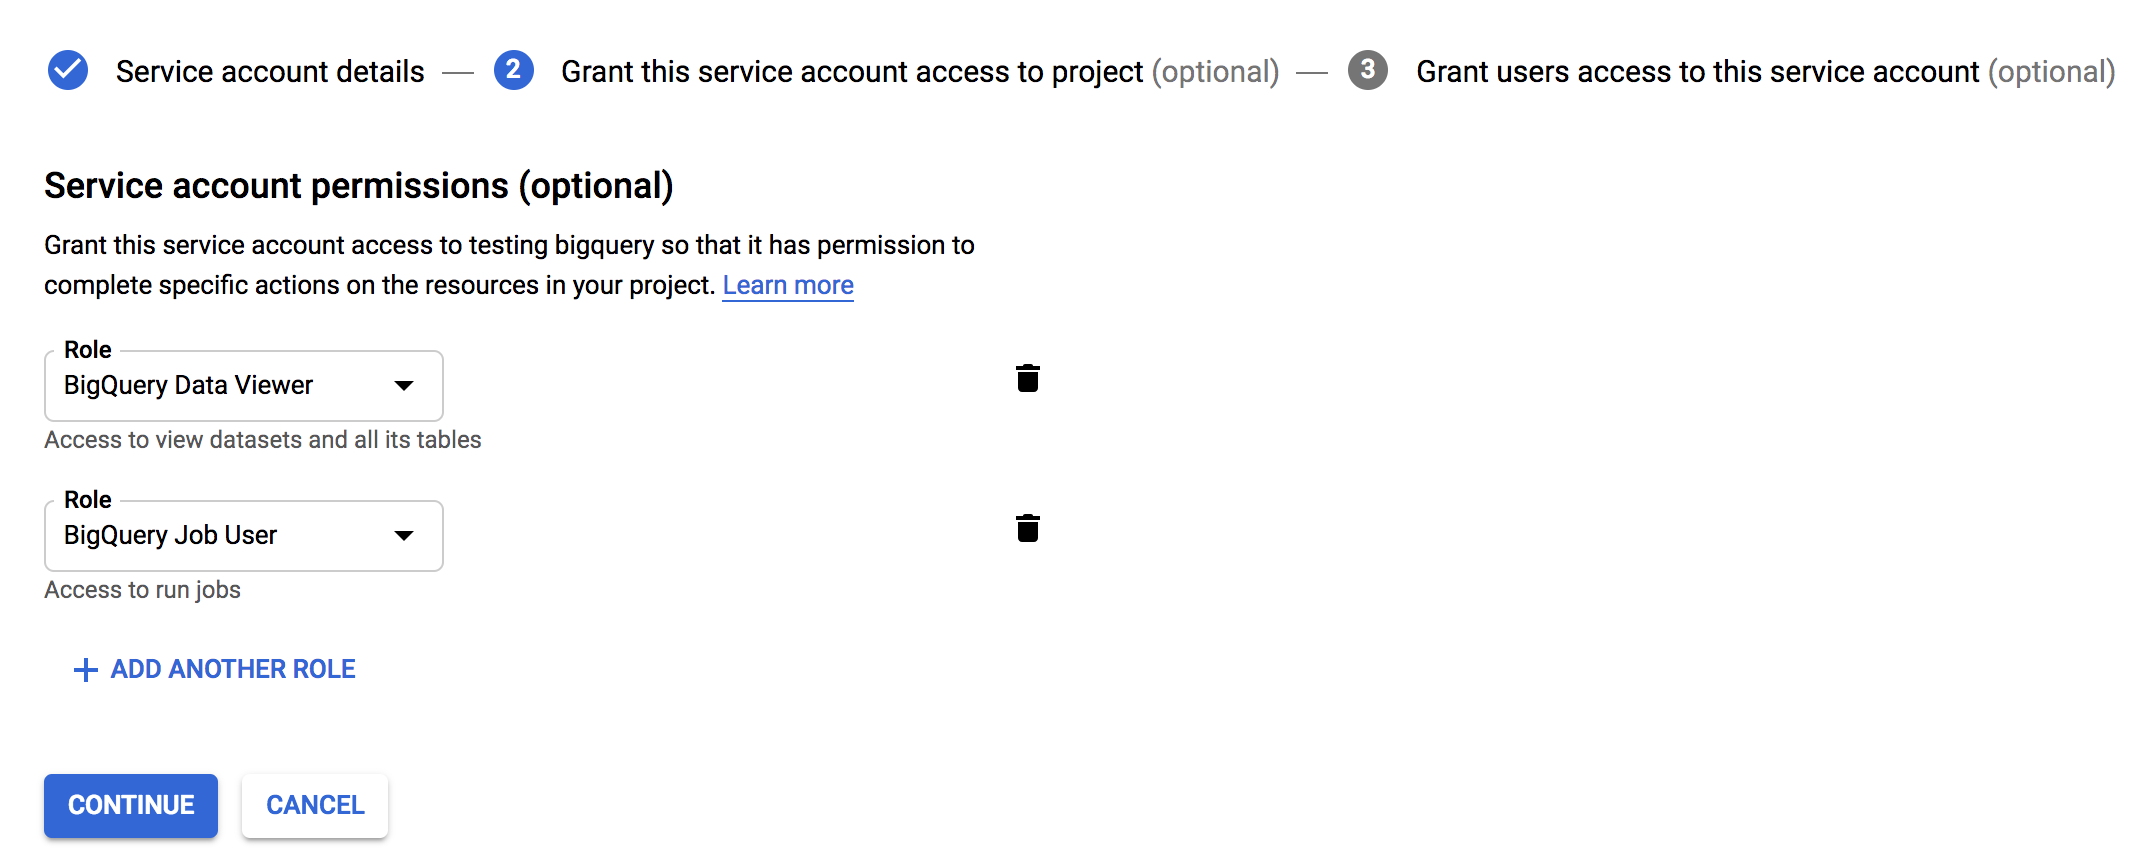 Service account details — 2 Grant this service account access to project (optional) — 3 Grant users access to this service account (optional)
Service account permissions (optional)
Grant this service account access to testing bigquery so that it has permission to
complete specific actions on the resources in your project. Learn more
Role
BigQuery Data Viewer
Access to view datasets and all its tables
Role
BigQuery Job User
Access to run jobs
+ ADD ANOTHER ROLE
CONTINUE CANCEL